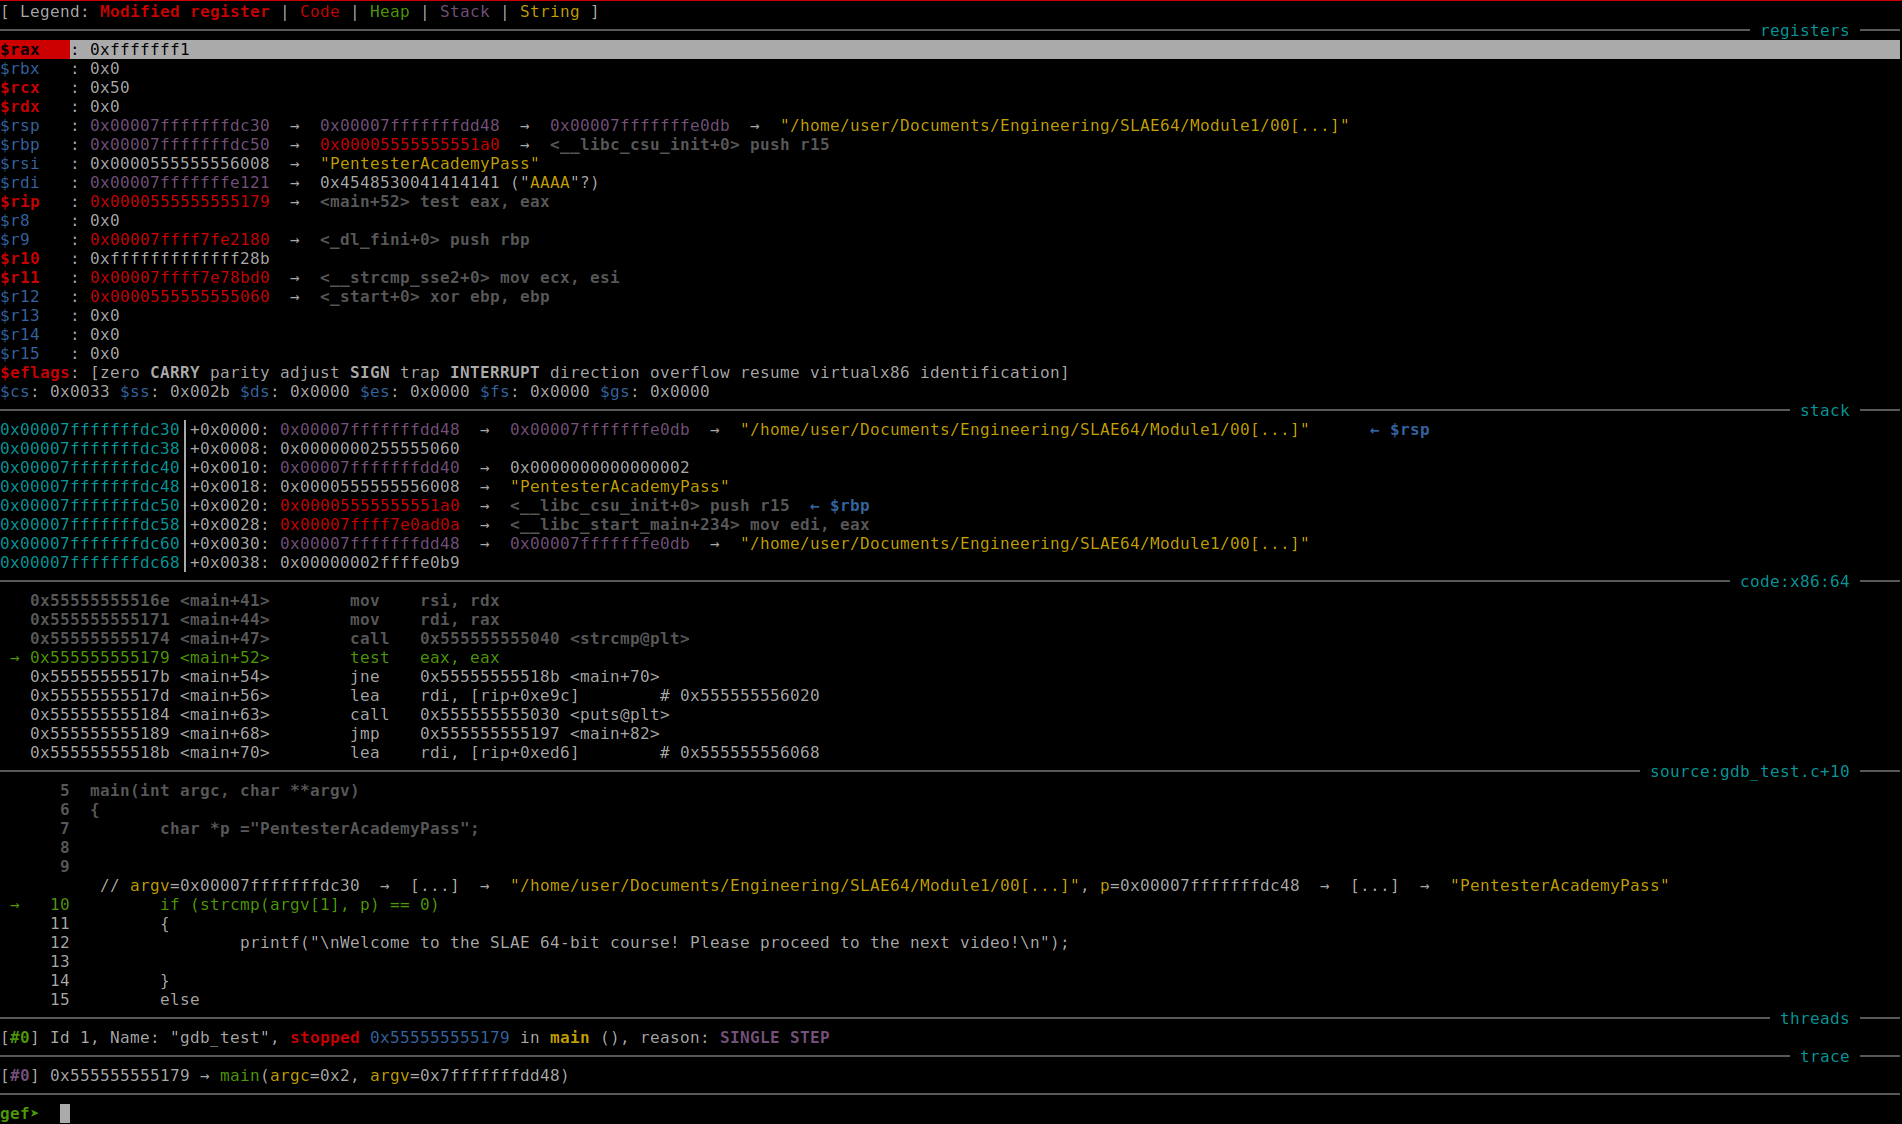 [ Legend: Modified register | Code | Heap | Stack | String ]
registers
$rax   : 0xfffffff1
$rbx   : 0x0
$rcx   : 0x50
$rdx   : 0x0
$rsp   : 0x00007fffffffdc30  →  0x00007fffffffdd48  →  0x00007fffffffe0db  →  "/home/user/Documents/Engineering/SLAE64/Module1/00[...]"
$rbp   : 0x00007fffffffdc50  →  0x00005555555551a0  →  <__libc_csu_init+0> push r15
$rsi   : 0x0000555555556008  →  "PentesterAcademyPass"
$rdi   : 0x00007fffffffe121  →  0x4548530041414141 ("AAAA"?)
$rip   : 0x0000555555555179  →  <main+52> test eax, eax
$r8    : 0x0
$r9    : 0x00007ffff7fe2180  →  <_dl_fini+0> push rbp
$r10   : 0xfffffffffffff28b
$r11   : 0x00007ffff7e78bd0  →  <__strcmp_sse2+0> mov ecx, esi
$r12   : 0x0000555555555060  →  <_start+0> xor ebp, ebp
$r13   : 0x0
$r14   : 0x0
$r15   : 0x0
$eflags: [zero CARRY parity adjust SIGN trap INTERRUPT direction overflow resume virtualx86 identification]
$cs: 0x0033 $ss: 0x002b $ds: 0x0000 $es: 0x0000 $fs: 0x0000 $gs: 0x0000
stack
0x00007fffffffdc30│+0x0000: 0x00007fffffffdd48  →  0x00007fffffffe0db  →  "/home/user/Documents/Engineering/SLAE64/Module1/00[...]"      ← $rsp
0x00007fffffffdc38│+0x0008: 0x0000000255555060
0x00007fffffffdc40│+0x0010: 0x00007fffffffdd40  →  0x0000000000000002
0x00007fffffffdc48│+0x0018: 0x0000555555556008  →  "PentesterAcademyPass"
0x00007fffffffdc50│+0x0020: 0x00005555555551a0  →  <__libc_csu_init+0> push r15  ← $rbp
0x00007fffffffdc58│+0x0028: 0x00007ffff7e0ad0a  →  <__libc_start_main+234> mov edi, eax
0x00007fffffffdc60│+0x0030: 0x00007fffffffdd48  →  0x00007fffffffe0db  →  "/home/user/Documents/Engineering/SLAE64/Module1/00[...]"
0x00007fffffffdc68│+0x0038: 0x00000002ffffe0b9
code:x86:64
0x55555555516e <main+41>        mov    rsi, rdx
0x555555555171 <main+44>        mov    rdi, rax
0x555555555174 <main+47>        call   0x555555555040 <strcmp@plt>
→ 0x555555555179 <main+52>        test   eax, eax
0x55555555517b <main+54>        jne    0x55555555518b <main+70>
0x55555555517d <main+56>        lea    rdi, [rip+0xe9c]        # 0x555555556020
0x555555555184 <main+63>        call   0x555555555030 <puts@plt>
0x555555555189 <main+68>        jmp    0x555555555197 <main+82>
0x55555555518b <main+70>        lea    rdi, [rip+0xed6]        # 0x555555556068
source:gdb_test.c+10
5  main(int argc, char **argv)
6  {
7         char *p ="PentesterAcademyPass";
8
9
// argv=0x00007fffffffdc30  →  [...]  →  "/home/user/Documents/Engineering/SLAE64/Module1/00[...]", p=0x00007fffffffdc48  →  [...]  →  "PentesterAcademyPass"
→   10         if (strcmp(argv[1], p) == 0)
11         {
12                 printf("\nWelcome to the SLAE 64-bit course! Please proceed to the next video!\n");
13
14         }
15         else
threads
[#0] Id 1, Name: "gdb_test", stopped 0x555555555179 in main (), reason: SINGLE STEP
trace
[#0] 0x555555555179 → main(argc=0x2, argv=0x7fffffffdd48)
gef➤